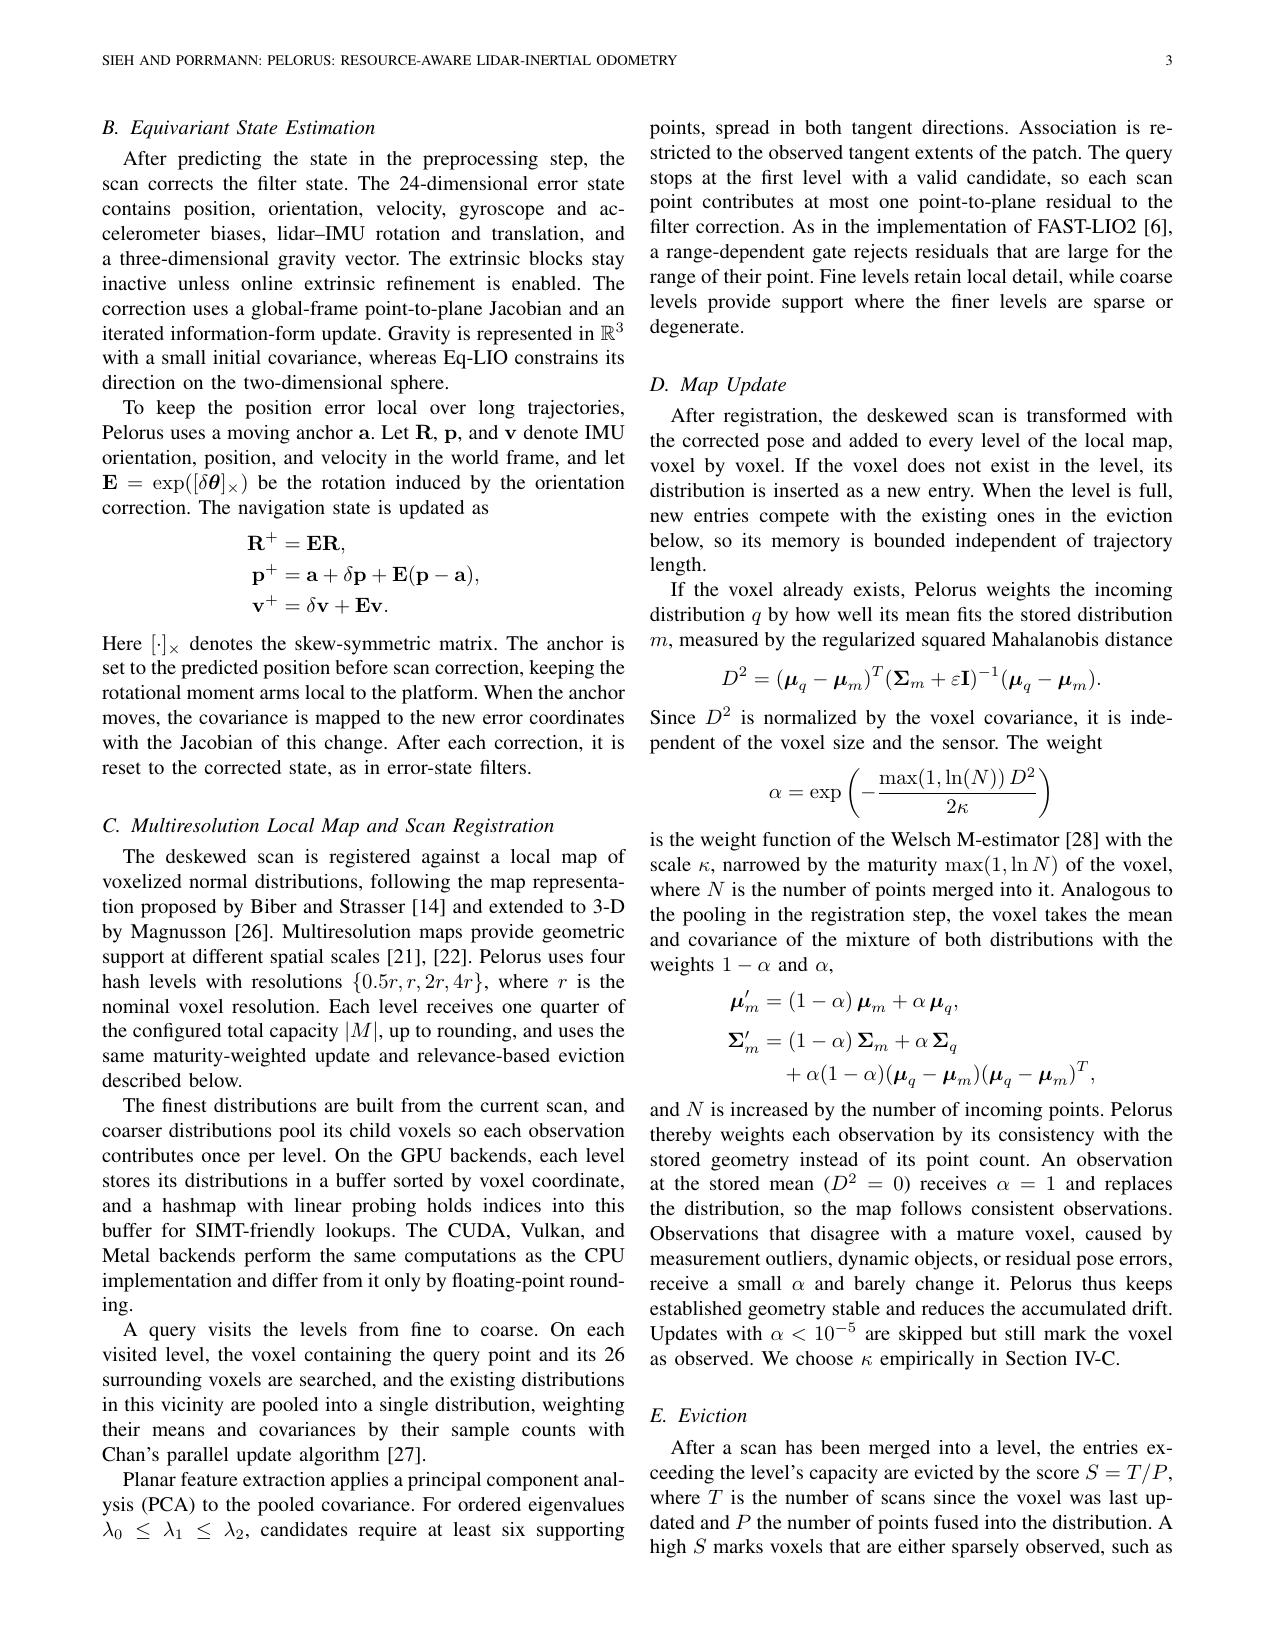 SIEH AND PORRMANN: PELORUS: RESOURCE-AWARE LIDAR-INERTIAL ODOMETRY
3
B. Equivariant State Estimation
After predicting the state in the preprocessing step, the
scan corrects the filter state. The 24-dimensional error state
contains position, orientation, velocity, gyroscope and ac-
celerometer biases, lidar–IMU rotation and translation, and
a three-dimensional gravity vector. The extrinsic blocks stay
inactive unless online extrinsic refinement is enabled. The
correction uses a global-frame point-to-plane Jacobian and an
iterated information-form update. Gravity is represented in ℝ³
with a small initial covariance, whereas Eq-LIO constrains its
direction on the two-dimensional sphere.
To keep the position error local over long trajectories,
Pelorus uses a moving anchor a. Let R, p, and v denote IMU
orientation, position, and velocity in the world frame, and let
E = exp([δθ]×) be the rotation induced by the orientation
correction. The navigation state is updated as
R⁺ = ER,
p⁺ = a + δp + E(p − a),
v⁺ = δv + Ev.
Here [·]× denotes the skew-symmetric matrix. The anchor is
set to the predicted position before scan correction, keeping the
rotational moment arms local to the platform. When the anchor
moves, the covariance is mapped to the new error coordinates
with the Jacobian of this change. After each correction, it is
reset to the corrected state, as in error-state filters.
C. Multiresolution Local Map and Scan Registration
The deskewed scan is registered against a local map of
voxelized normal distributions, following the map representa-
tion proposed by Biber and Strasser [14] and extended to 3-D
by Magnusson [26]. Multiresolution maps provide geometric
support at different spatial scales [21], [22]. Pelorus uses four
hash levels with resolutions {0.5r, r, 2r, 4r}, where r is the
nominal voxel resolution. Each level receives one quarter of
the configured total capacity |M|, up to rounding, and uses the
same maturity-weighted update and relevance-based eviction
described below.
The finest distributions are built from the current scan, and
coarser distributions pool its child voxels so each observation
contributes once per level. On the GPU backends, each level
stores its distributions in a buffer sorted by voxel coordinate,
and a hashmap with linear probing holds indices into this
buffer for SIMT-friendly lookups. The CUDA, Vulkan, and
Metal backends perform the same computations as the CPU
implementation and differ from it only by floating-point round-
ing.
A query visits the levels from fine to coarse. On each
visited level, the voxel containing the query point and its 26
surrounding voxels are searched, and the existing distributions
in this vicinity are pooled into a single distribution, weighting
their means and covariances by their sample counts with
Chan's parallel update algorithm [27].
Planar feature extraction applies a principal component anal-
ysis (PCA) to the pooled covariance. For ordered eigenvalues
λ₀ ≤ λ₁ ≤ λ₂, candidates require at least six supporting
points, spread in both tangent directions. Association is re-
stricted to the observed tangent extents of the patch. The query
stops at the first level with a valid candidate, so each scan
point contributes at most one point-to-plane residual to the
filter correction. As in the implementation of FAST-LIO2 [6],
a range-dependent gate rejects residuals that are large for the
range of their point. Fine levels retain local detail, while coarse
levels provide support where the finer levels are sparse or
degenerate.
D. Map Update
After registration, the deskewed scan is transformed with
the corrected pose and added to every level of the local map,
voxel by voxel. If the voxel does not exist in the level, its
distribution is inserted as a new entry. When the level is full,
new entries compete with the existing ones in the eviction
below, so its memory is bounded independent of trajectory
length.
If the voxel already exists, Pelorus weights the incoming
distribution q by how well its mean fits the stored distribution
m, measured by the regularized squared Mahalanobis distance
D² = (μ_q − μ_m)ᵀ(Σ_m + εI)⁻¹(μ_q − μ_m).
Since D² is normalized by the voxel covariance, it is inde-
pendent of the voxel size and the sensor. The weight
α = exp(− max(1, ln(N)) D² / 2κ)
is the weight function of the Welsch M-estimator [28] with the
scale κ, narrowed by the maturity max(1, ln N) of the voxel,
where N is the number of points merged into it. Analogous to
the pooling in the registration step, the voxel takes the mean
and covariance of the mixture of both distributions with the
weights 1 − α and α,
μ′_m = (1 − α) μ_m + α μ_q,
Σ′_m = (1 − α) Σ_m + α Σ_q
+ α(1 − α)(μ_q − μ_m)(μ_q − μ_m)ᵀ,
and N is increased by the number of incoming points. Pelorus
thereby weights each observation by its consistency with the
stored geometry instead of its point count. An observation
at the stored mean (D² = 0) receives α = 1 and replaces
the distribution, so the map follows consistent observations.
Observations that disagree with a mature voxel, caused by
measurement outliers, dynamic objects, or residual pose errors,
receive a small α and barely change it. Pelorus thus keeps
established geometry stable and reduces the accumulated drift.
Updates with α < 10⁻⁵ are skipped but still mark the voxel
as observed. We choose κ empirically in Section IV-C.
E. Eviction
After a scan has been merged into a level, the entries ex-
ceeding the level's capacity are evicted by the score S = T/P,
where T is the number of scans since the voxel was last up-
dated and P the number of points fused into the distribution. A
high S marks voxels that are either sparsely observed, such as